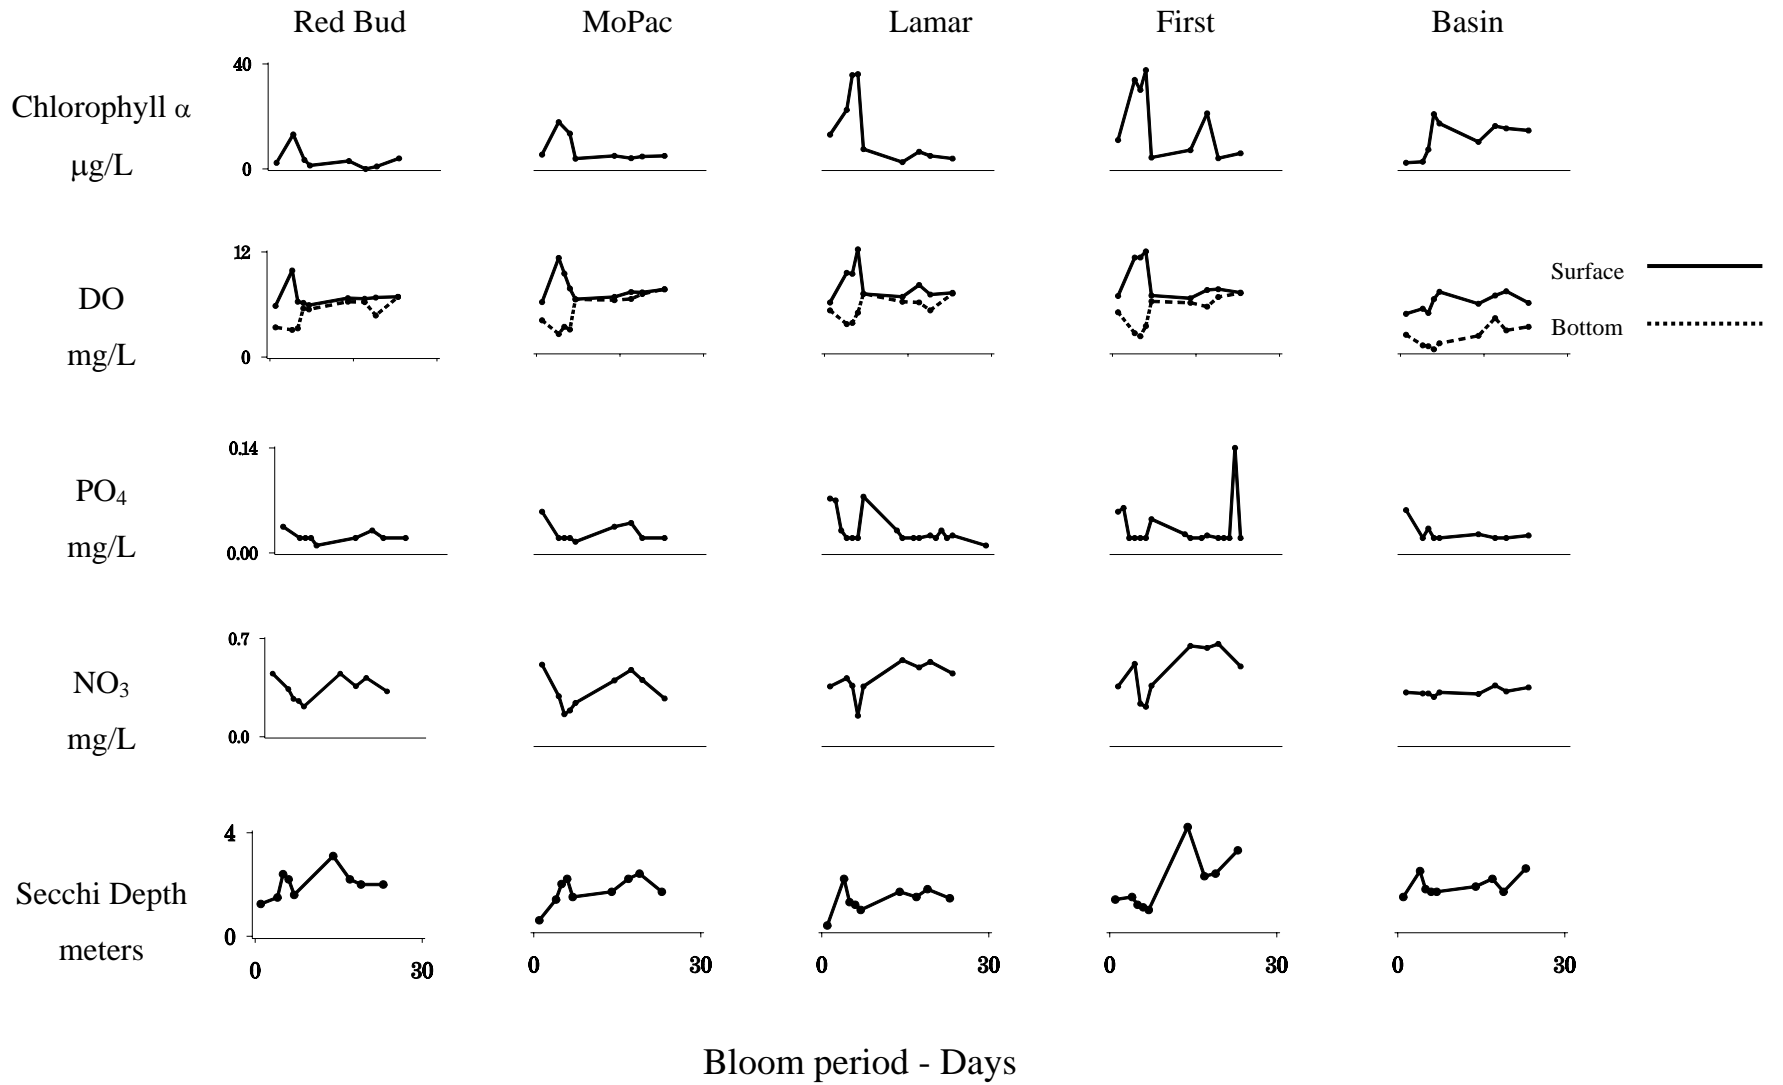 Red Bud MoPac Lamar First Basin
40
Chlorophyll α
μg/L
0
12
DO
mg/L
0
Surface
Bottom
0.14
PO₄
mg/L
0.00
0.7
NO₃
mg/L
0.0
4
Secchi Depth
meters
0
0 30 0 30 0 30 0 30 0 30
Bloom period - Days